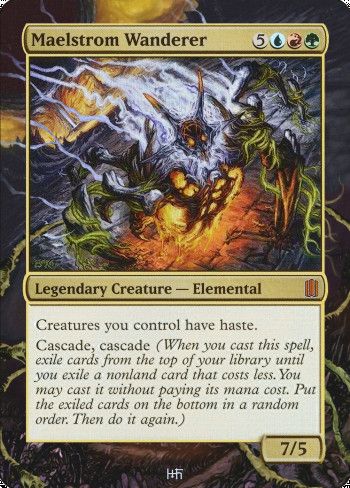 Maelstrom Wanderer 5
Legendary Creature — Elemental
Creatures you control have haste.
Cascade, cascade (When you cast this spell,
exile cards from the top of your library until
you exile a nonland card that costs less. You
may cast it without paying its mana cost. Put
the exiled cards on the bottom in a random
order. Then do it again.)
7/5